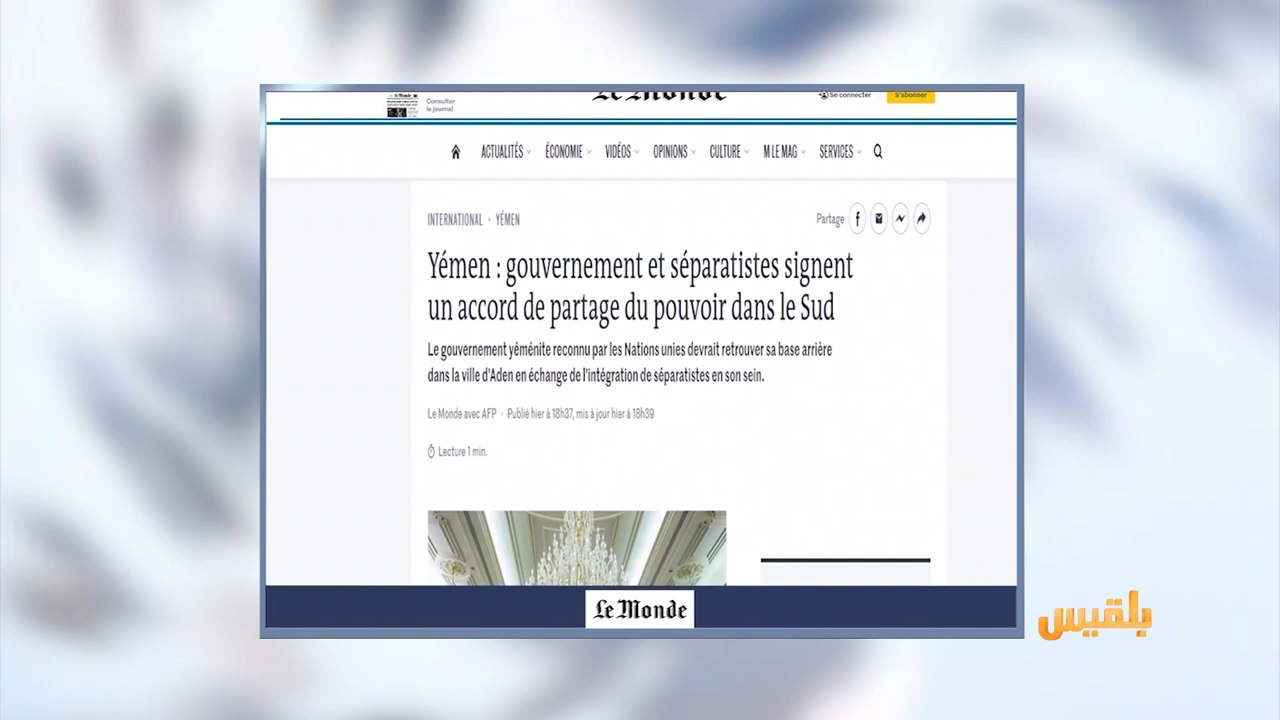 Consulter
le journal
Le Monde
Se connecter
S'abonner
ACTUALITÉS
ÉCONOMIE
VIDÉOS
OPINIONS
CULTURE
M LE MAG
SERVICES
INTERNATIONAL • YÉMEN
Partage
Yémen : gouvernement et séparatistes signent
un accord de partage du pouvoir dans le Sud
Le gouvernement yéménite reconnu par les Nations unies devrait retrouver sa base arrière
dans la ville d'Aden en échange de l'intégration de séparatistes en son sein.
Le Monde avec AFP • Publié hier à 18h37, mis à jour hier à 18h39
Lecture 1 min.
Le Monde
بلقيس